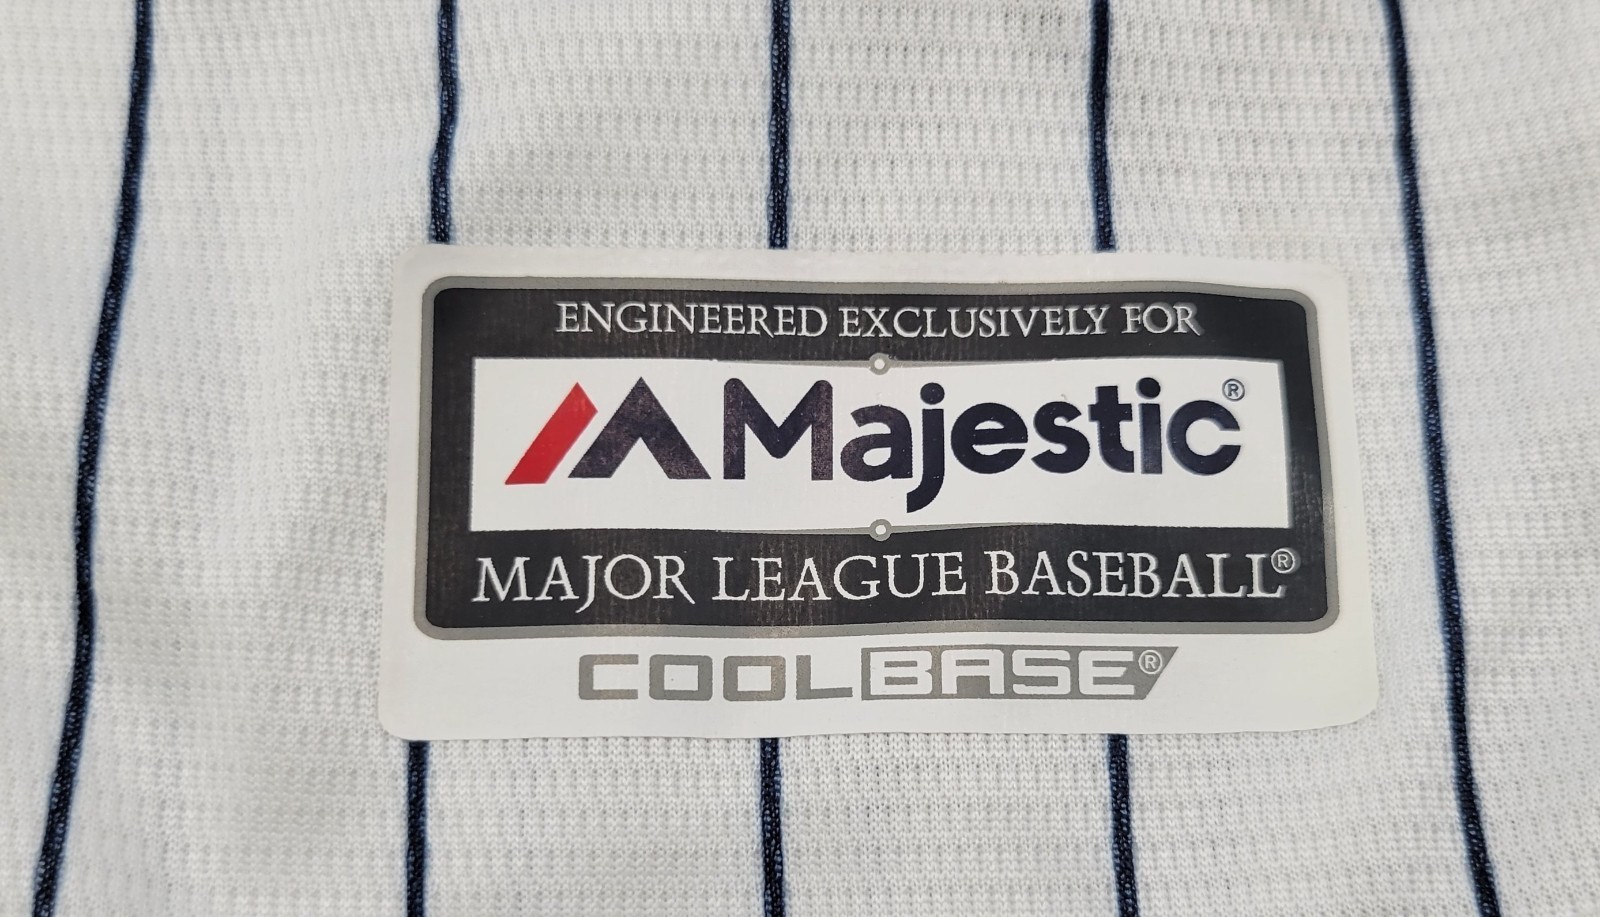 ENGINEERED EXCLUSIVELY FOR
Majestic®
MAJOR LEAGUE BASEBALL®
COOLBASE®